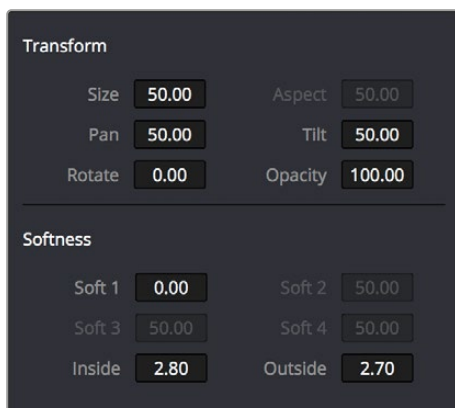 Transform
Size 50.00 Aspect 50.00
Pan 50.00 Tilt 50.00
Rotate 0.00 Opacity 100.00
Softness
Soft 1 0.00 Soft 2 50.00
Soft 3 50.00 Soft 4 50.00
Inside 2.80 Outside 2.70